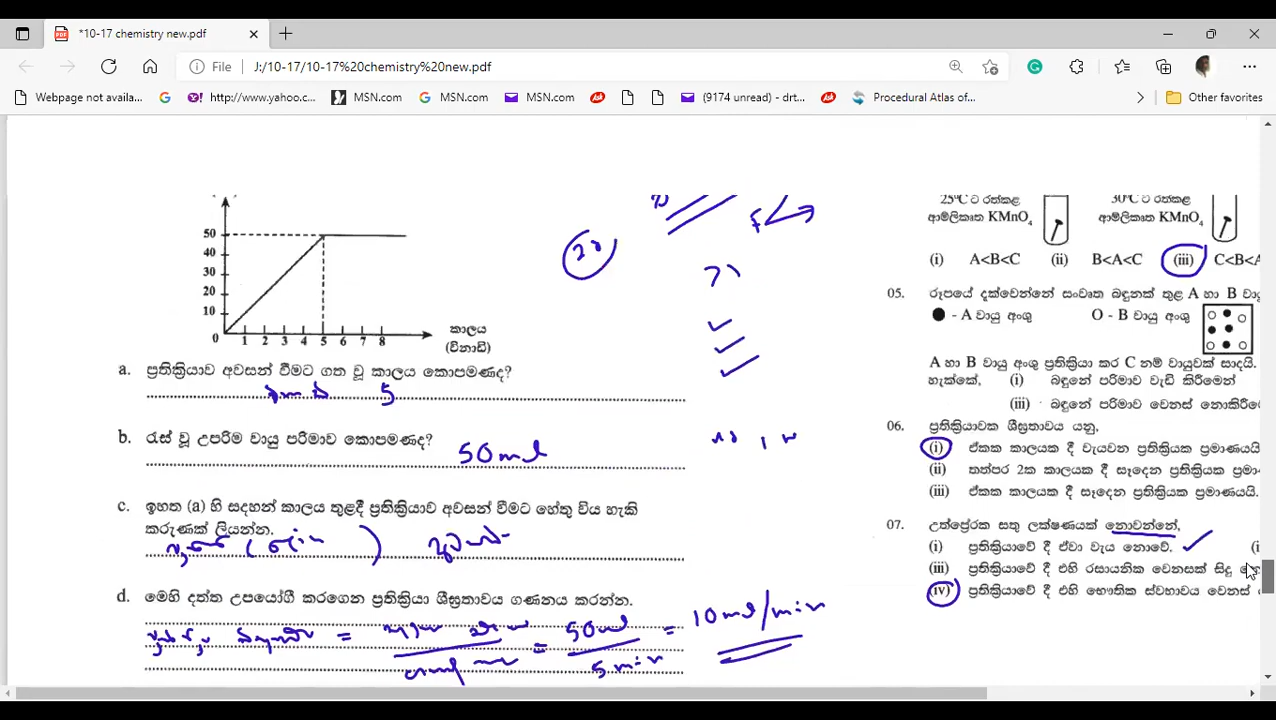 *10-17 chemistry new.pdf
File J:/10-17/10-17%20chemistry%20new.pdf
Webpage not availa... http://www.yahoo.c... MSN.com MSN.com MSN.com (9174 unread) - drt... Procedural Atlas of... Other favorites
50
40
30
20
10
0 1 2 3 4 5 6 7 8
කාලය
(විනාඩි)
a. ප්‍රතික්‍රියාව අවසන් වීමට ගත වූ කාලය කොපමණද?
5
b. රැස් වූ උපරිම වායු පරිමාව කොපමණද?
50ml
c. ඉහත (a) හි සදහන් කාලය තුළදී ප්‍රතික්‍රියාව අවසන් වීමට හේතු විය හැකි
කරුණක් ලියන්න.
d. මෙහි දත්ත උපයෝගී කරගෙන ප්‍රතික්‍රියා ශීඝ්‍රතාවය ගණනය කරන්න.
= = 50ml = 10ml/min
5min
20
25°C ට රත්කළ 30°C ට රත්කළ
ආම්ලිකෘත KMnO4 ආම්ලිකෘත KMnO4
(i) A<B<C (ii) B<A<C (iii) C<B<A
05. රූපයේ දැක්වෙන්නේ සංවෘත බඳුනක් තුළ A හා B වායු
- A වායු අංශු O - B වායු අංශු
A හා B වායු අංශු ප්‍රතික්‍රියා කර C නම් වායුවක් සාදයි.
හැක්කේ, (i) බඳුනේ පරිමාව වැඩි කිරීමෙන්
(iii) බඳුනේ පරිමාව වෙනස් නොකිරීමෙ
06. ප්‍රතික්‍රියාවක ශීඝ්‍රතාවය යනු,
(i) ඒකක කාලයක දී වැයවන ප්‍රතික්‍රියක ප්‍රමාණයයි
(ii) තත්පර 2ක කාලයක දී සෑදෙන ප්‍රතික්‍රියක ප්‍රමා
(iii) ඒකක කාලයක දී සෑදෙන ප්‍රතික්‍රියක ප්‍රමාණයයි.
07. උත්ප්‍රේරක සතු ලක්ෂණයක් නොවන්නේ,
(i) ප්‍රතික්‍රියාවේ දී ඒවා වැය නොවේ.
(iii) ප්‍රතික්‍රියාවේ දී එහි රසායනික වෙනසක් සිදු
(iv) ප්‍රතික්‍රියාවේ දී එහි භෞතික ස්වභාවය වෙනස්